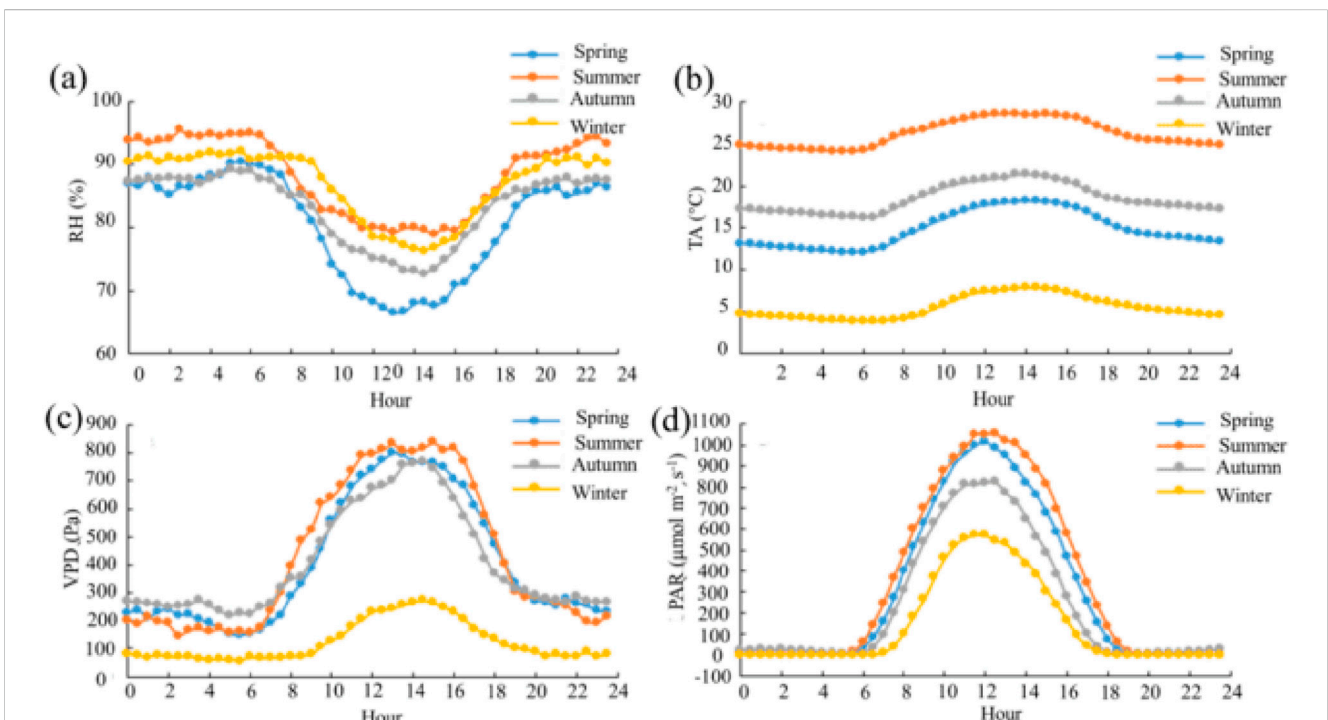 (a)
Spring
Summer
Autumn
Winter
100
90
80
70
60
RH (%)
0 2 4 6 8 10 120 14 16 18 20 22 24
Hour
(b)
Spring
Summer
Autumn
Winter
30
25
20
15
10
5
0
TA (°C)
2 4 6 8 10 12 14 16 18 20 22 24
Hour
(c)
Spring
Summer
Autumn
Winter
900
800
700
600
500
400
300
200
100
0
VPD (Pa)
0 2 4 6 8 10 12 14 16 18 20 22 24
Hour
(d)
Spring
Summer
Autumn
Winter
1100
1000
900
800
700
600
500
400
300
200
100
0
-100
PAR (μmol m⁻² s⁻¹)
0 2 4 6 8 10 12 14 16 18 20 22 24
Hour